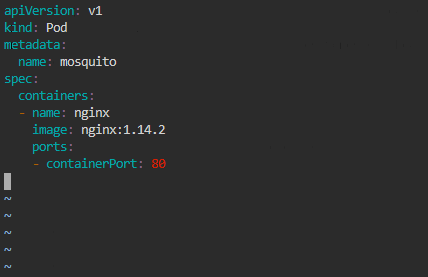 apiVersion: v1
kind: Pod
metadata:
  name: mosquito
spec:
  containers:
  - name: nginx
    image: nginx:1.14.2
    ports:
    - containerPort: 80
~
~
~
~
~